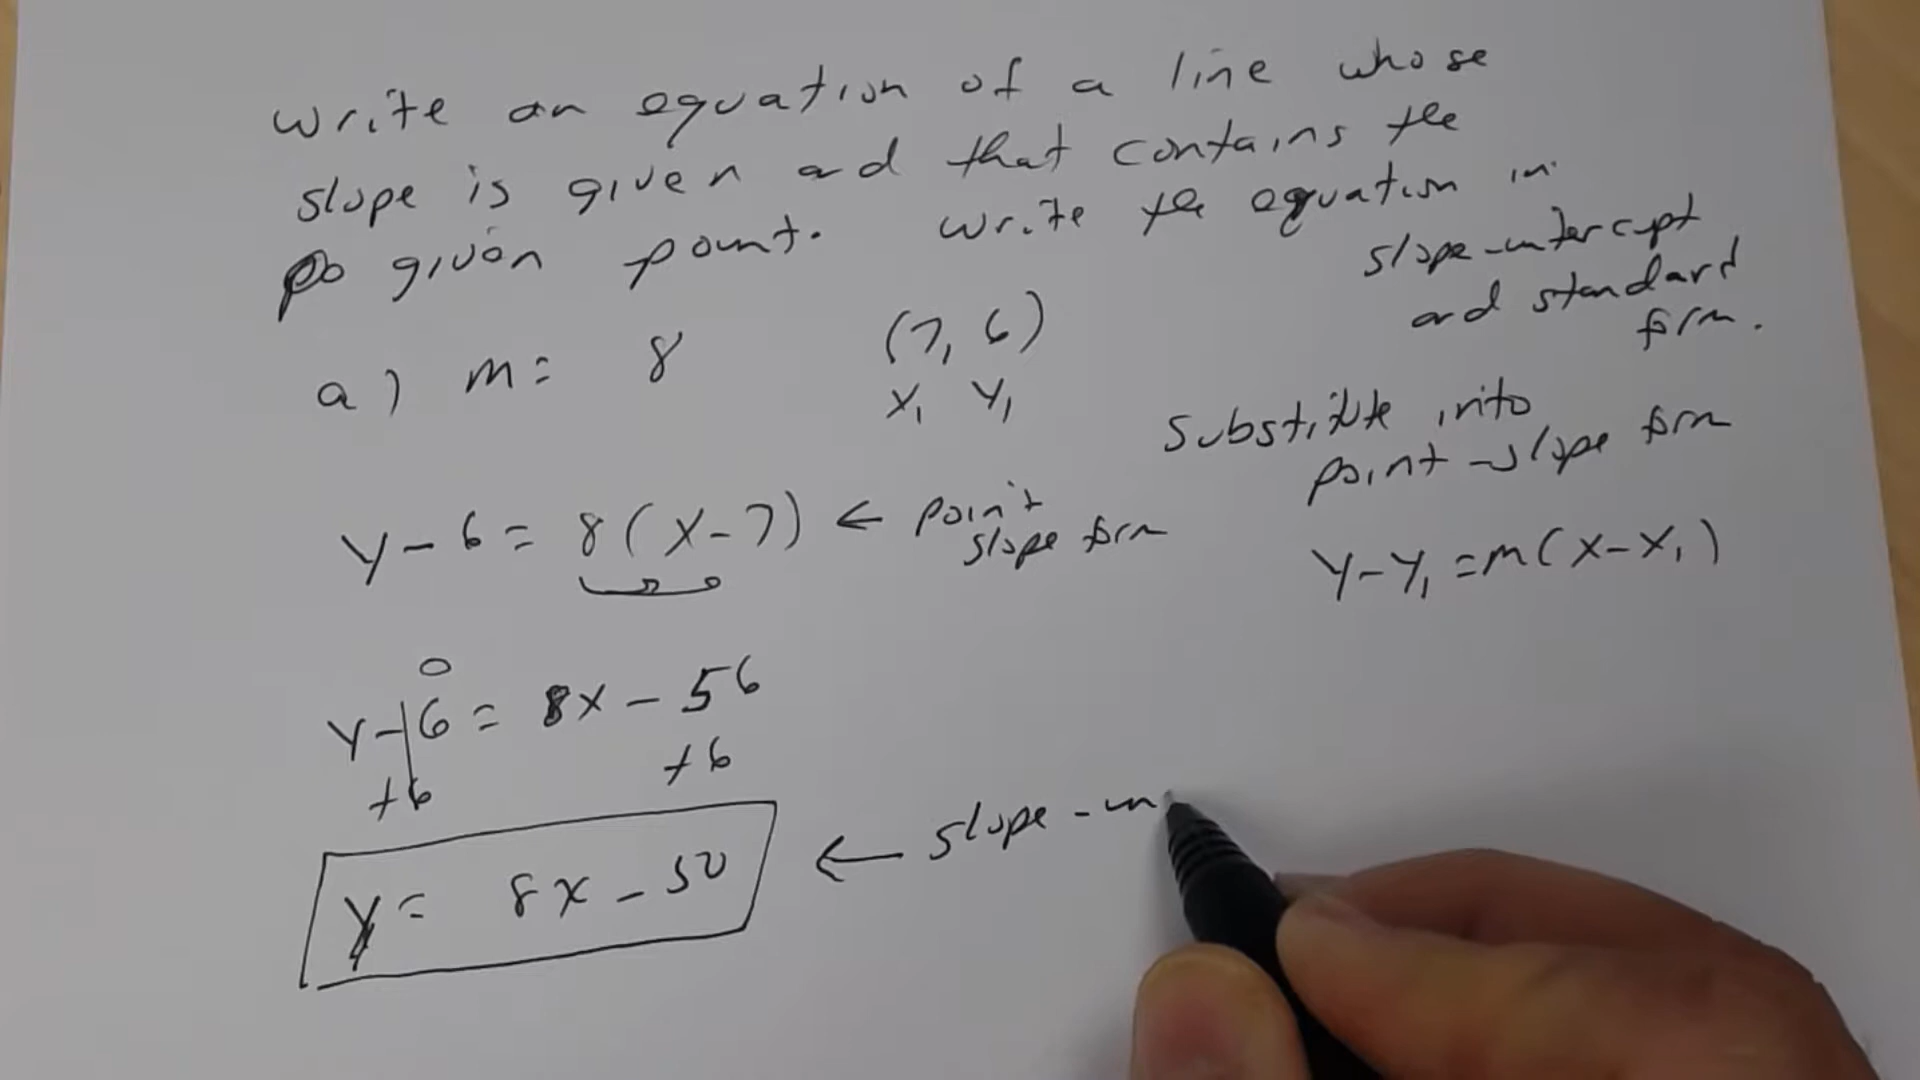 write an equation of a line whose
slope is given and that contains the
given point. write the equation in
slope-intercept
and standard
form.
a) m= 8 (7, 6)
x₁ y₁
Substitute into
point-slope form
y-y₁=m(x-x₁)
y-6=8(x-7) ← point
slope form
0
y-6=8x-56
+6 +6
y= 8x-50 ← slope-in